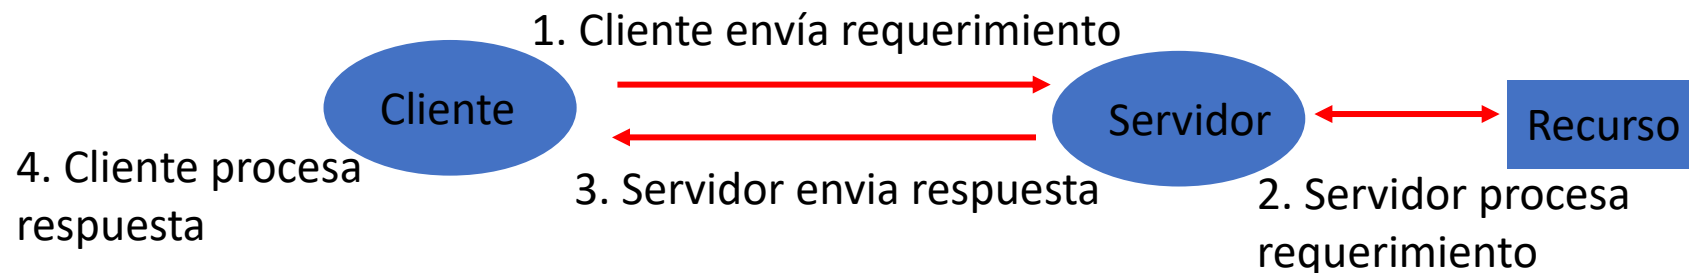 1. Cliente envía requerimiento
Cliente
Servidor
Recurso
4. Cliente procesa
respuesta
3. Servidor envia respuesta
2. Servidor procesa
requerimiento